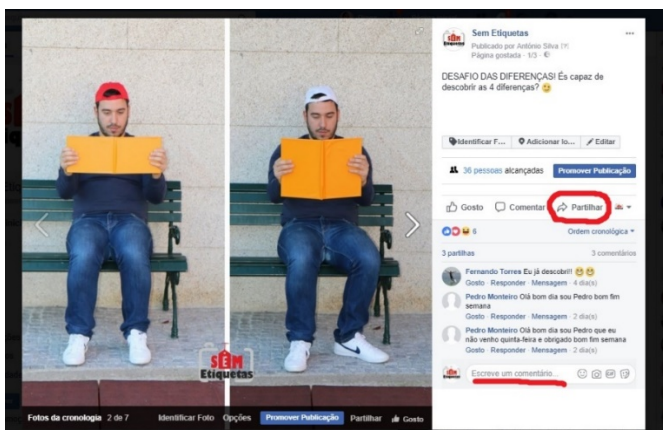 Sem Etiquetas
Publicado por António Silva [?]
Página gostada · 1/3 ·
DESAFIO DAS DIFERENÇAS! És capaz de
descobrir as 4 diferenças?
Identificar F... Adicionar lo... Editar
36 pessoas alcançadas Promover Publicação
Gosto Comentar Partilhar
6 Ordem cronológica
3 partilhas 3 comentários
Fernando Torres Eu já descobri!!
Gosto · Responder · Mensagem · 4 dia(s)
Pedro Monteiro Olá bom dia sou Pedro bom fim
semana
Gosto · Responder · Mensagem · 2 dia(s)
Pedro Monteiro Olá bom dia sou Pedro que eu
não venho quinta-feira e obrigado bom fim semana
Gosto · Responder · Mensagem · 2 dia(s)
Escreve um comentário... GIF
SEM
Etiquetas
Fotos da cronologia 2 de 7 Identificar Foto Opções Promover Publicação Partilhar Gosto